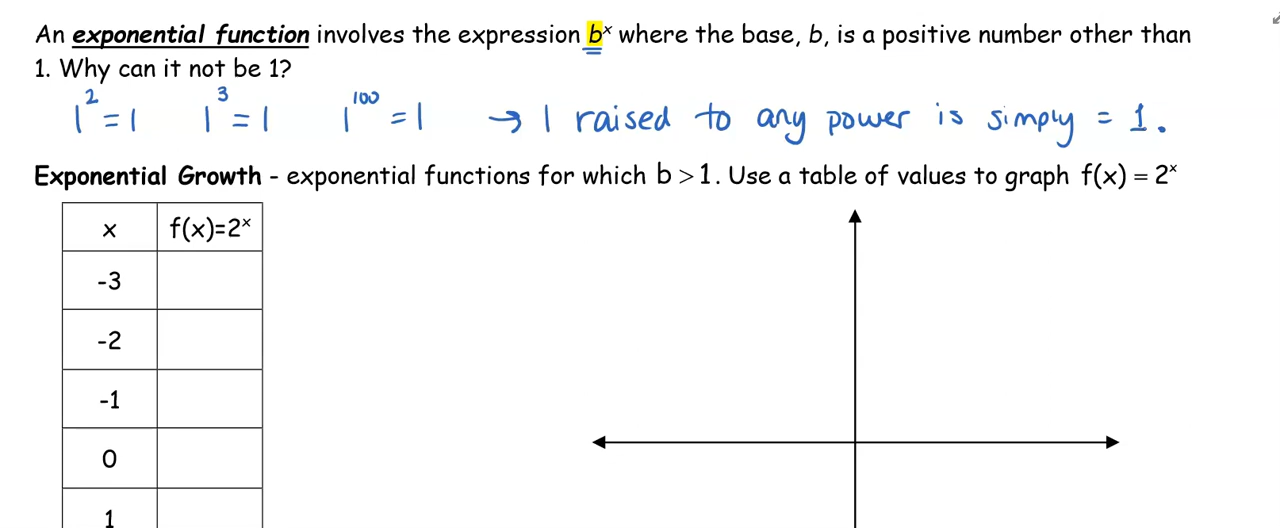 An exponential function involves the expression bˣ where the base, b, is a positive number other than
1. Why can it not be 1?
1² = 1 1³ = 1 1¹⁰⁰ = 1 → 1 raised to any power is simply = 1.
Exponential Growth - exponential functions for which b > 1. Use a table of values to graph f(x) = 2ˣ
x f(x)=2ˣ
-3
-2
-1
0
1